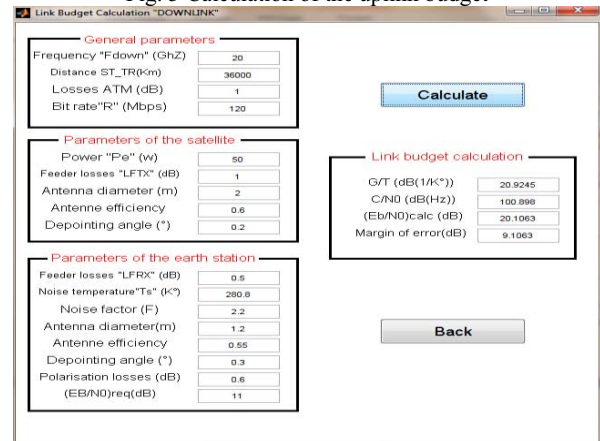 Fig. 5 Calculation of the uplink budget
Link Budget Calculation "DOWNLINK"
General parameters
Frequency "Fdown" (GhZ) 20
Distance ST_TR(Km) 36000
Losses ATM (dB) 1
Bit rate"R" (Mbps) 120
Parameters of the satellite
Power "Pe" (w) 50
Feeder losses "LFTX" (dB) 1
Antenna diameter (m) 2
Antenne efficiency 0.6
Depointing angle (°) 0.2
Parameters of the earth station
Feeder losses "LFRX" (dB) 0.5
Noise temperature"Ts" (K°) 280.8
Noise factor (F) 2.2
Antenna diameter(m) 1.2
Antenne efficiency 0.55
Depointing angle (°) 0.3
Polarisation losses (dB) 0.6
(EB/N0)req(dB) 11
Calculate
Link budget calculation
G/T (dB(1/K°)) 20.9245
C/N0 (dB(Hz)) 100.898
(Eb/N0)calc (dB) 20.1063
Margin of error(dB) 9.1063
Back